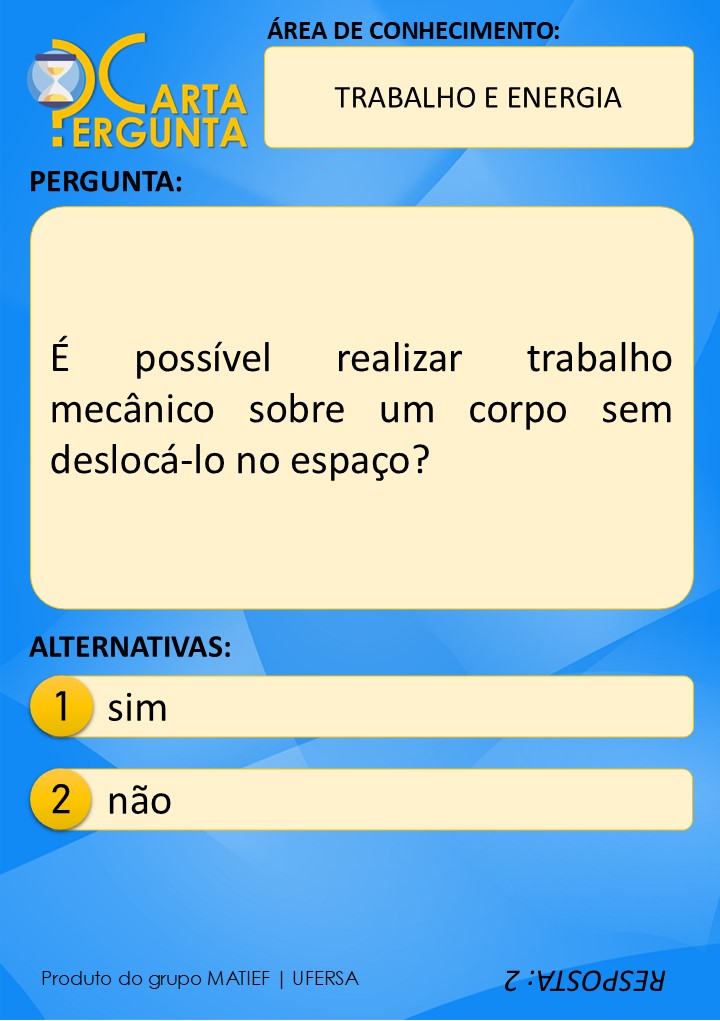 ÁREA DE CONHECIMENTO:
CARTA
PERGUNTA
TRABALHO E ENERGIA
PERGUNTA:
É possível realizar trabalho
mecânico sobre um corpo sem
deslocá-lo no espaço?
ALTERNATIVAS:
1 sim
2 não
Produto do grupo MATIEF | UFERSA
RESPOSTA: 2